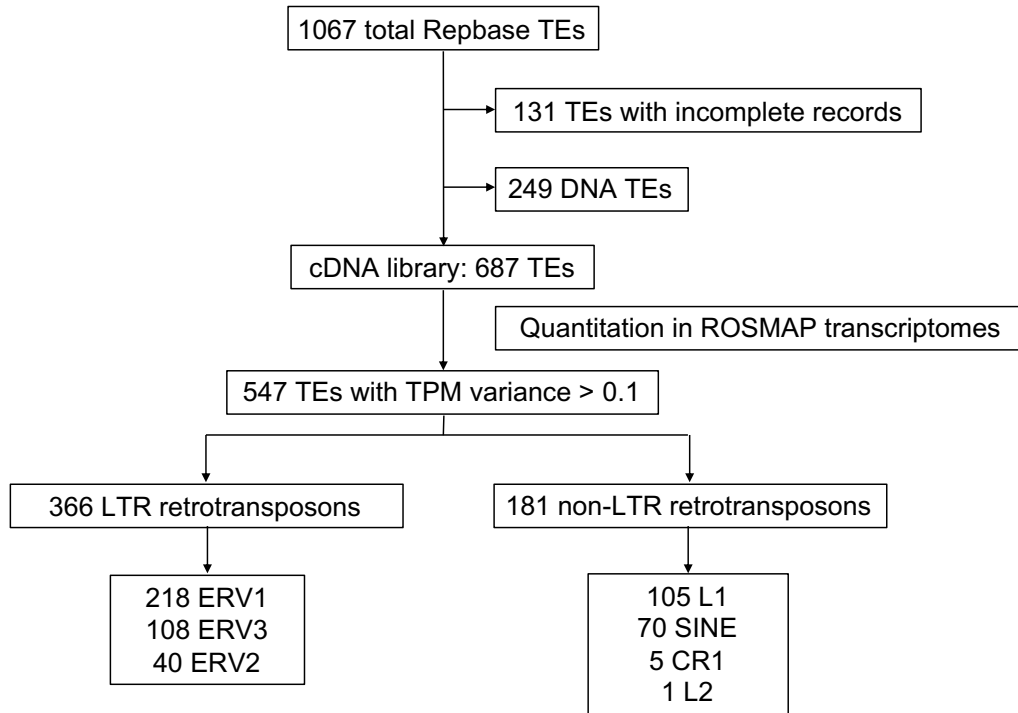 1067 total Repbase TEs
131 TEs with incomplete records
249 DNA TEs
cDNA library: 687 TEs
Quantitation in ROSMAP transcriptomes
547 TEs with TPM variance > 0.1
366 LTR retrotransposons
181 non-LTR retrotransposons
218 ERV1
108 ERV3
40 ERV2
105 L1
70 SINE
5 CR1
1 L2